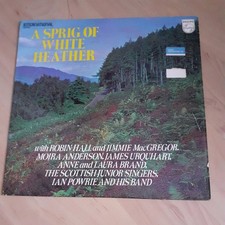 INTERNATIONAL
A SPRIG OF
WHITE
HEATHER
with ROBIN HALL and JIMMIE MacGREGOR,
MOIRA ANDERSON, JAMES URQUHART,
ANNE and LAURA BRAND,
THE SCOTTISH JUNIOR SINGERS,
IAN POWRIE AND HIS BAND